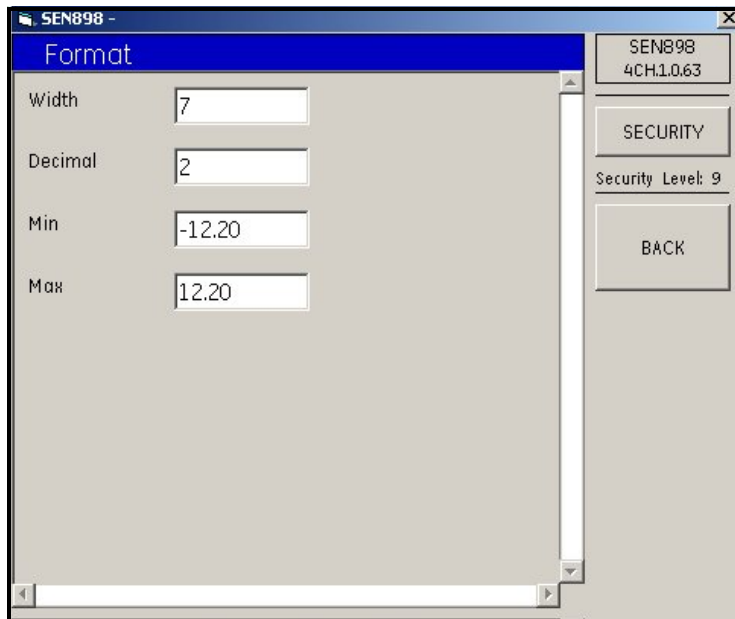 SEN898 -
Format
Width
7
Decimal
2
Min
-12.20
Max
12.20
SEN898
4CH.1.0.63
SECURITY
Security Level: 9
BACK